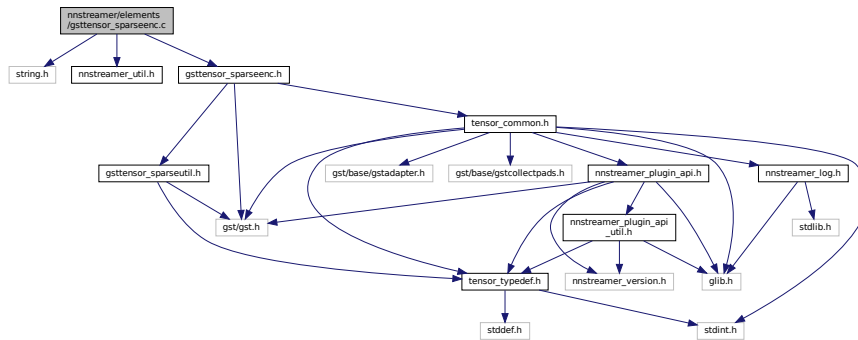 nnstreamer/elements
/gsttensor_sparseenc.c
string.h
nnstreamer_util.h
gsttensor_sparseenc.h
tensor_common.h
gsttensor_sparseutil.h
gst/base/gstadapter.h
gst/base/gstcollectpads.h
nnstreamer_plugin_api.h
nnstreamer_log.h
gst/gst.h
nnstreamer_plugin_api
_util.h
stdlib.h
tensor_typedef.h
nnstreamer_version.h
glib.h
stddef.h
stdint.h